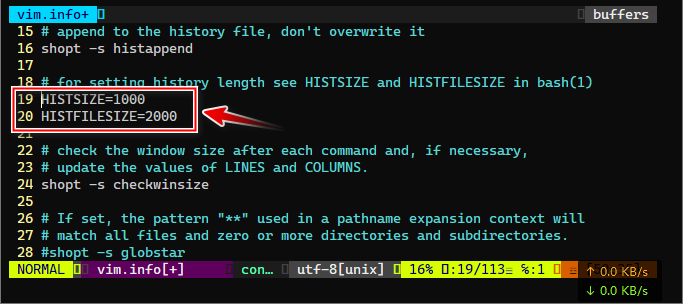 vim.info+ buffers
15 # append to the history file, don't overwrite it
16 shopt -s histappend
17
18 # for setting history length see HISTSIZE and HISTFILESIZE in bash(1)
19 HISTSIZE=1000
20 HISTFILESIZE=2000
21
22 # check the window size after each command and, if necessary,
23 # update the values of LINES and COLUMNS.
24 shopt -s checkwinsize
25
26 # If set, the pattern "**" used in a pathname expansion context will
27 # match all files and zero or more directories and subdirectories.
28 #shopt -s globstar
NORMAL vim.info[+] con… utf-8[unix] 16% :19/113≡ %:1 ↑ 0.0 KB/s
↓ 0.0 KB/s